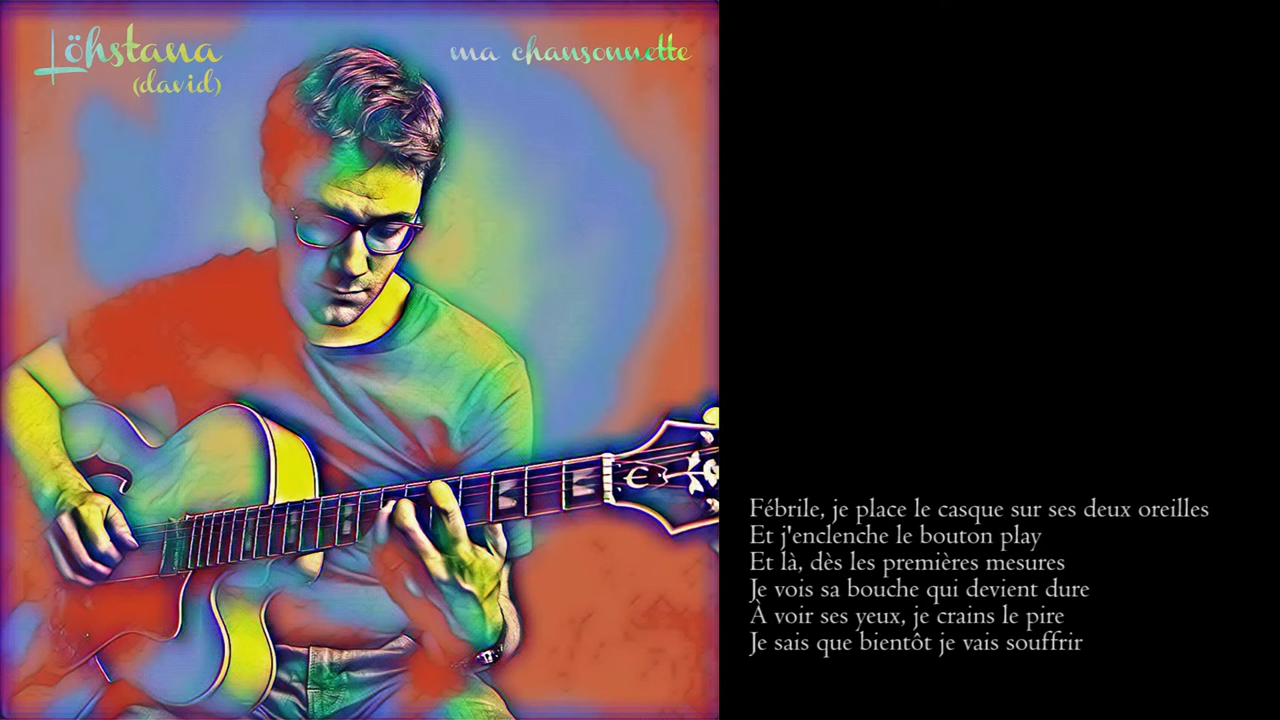 Löhstana
(david)
ma chansonnette
Fébrile, je place le casque sur ses deux oreilles
Et j'enclenche le bouton play
Et là, dès les premières mesures
Je vois sa bouche qui devient dure
À voir ses yeux, je crains le pire
Je sais que bientôt je vais souffrir